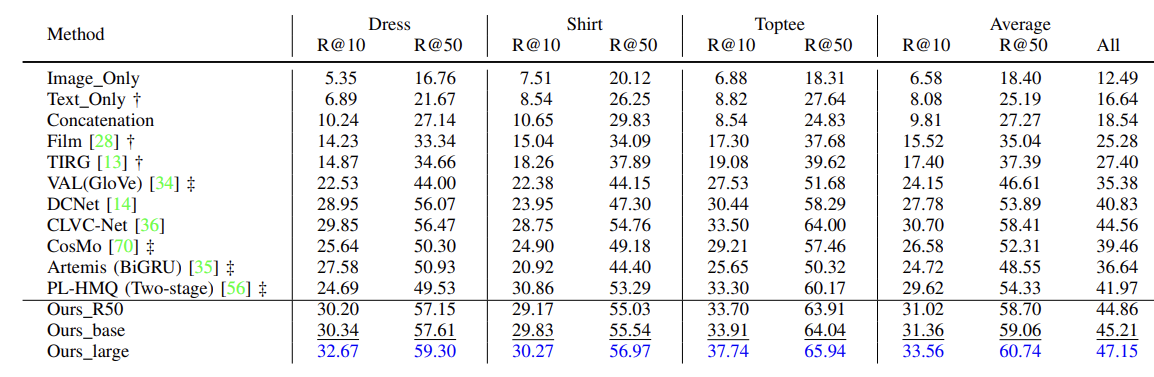 Method Dress Shirt Toptee Average
R@10 R@50 R@10 R@50 R@10 R@50 R@10 R@50 All
Image_Only 5.35 16.76 7.51 20.12 6.88 18.31 6.58 18.40 12.49
Text_Only † 6.89 21.67 8.54 26.25 8.82 27.64 8.08 25.19 16.64
Concatenation 10.24 27.14 10.65 29.83 8.54 24.83 9.81 27.27 18.54
Film [28] † 14.23 33.34 15.04 34.09 17.30 37.68 15.52 35.04 25.28
TIRG [13] † 14.87 34.66 18.26 37.89 19.08 39.62 17.40 37.39 27.40
VAL(GloVe) [34] ‡ 22.53 44.00 22.38 44.15 27.53 51.68 24.15 46.61 35.38
DCNet [14] 28.95 56.07 23.95 47.30 30.44 58.29 27.78 53.89 40.83
CLVC-Net [36] 29.85 56.47 28.75 54.76 33.50 64.00 30.70 58.41 44.56
CosMo [70] ‡ 25.64 50.30 24.90 49.18 29.21 57.46 26.58 52.31 39.46
Artemis (BiGRU) [35] ‡ 27.58 50.93 20.92 44.40 25.65 50.32 24.72 48.55 36.64
PL-HMQ (Two-stage) [56] ‡ 24.69 49.53 30.86 53.29 33.30 60.17 29.62 54.33 41.97
Ours_R50 30.20 57.15 29.17 55.03 33.70 63.91 31.02 58.70 44.86
Ours_base 30.34 57.61 29.83 55.54 33.91 64.04 31.36 59.06 45.21
Ours_large 32.67 59.30 30.27 56.97 37.74 65.94 33.56 60.74 47.15